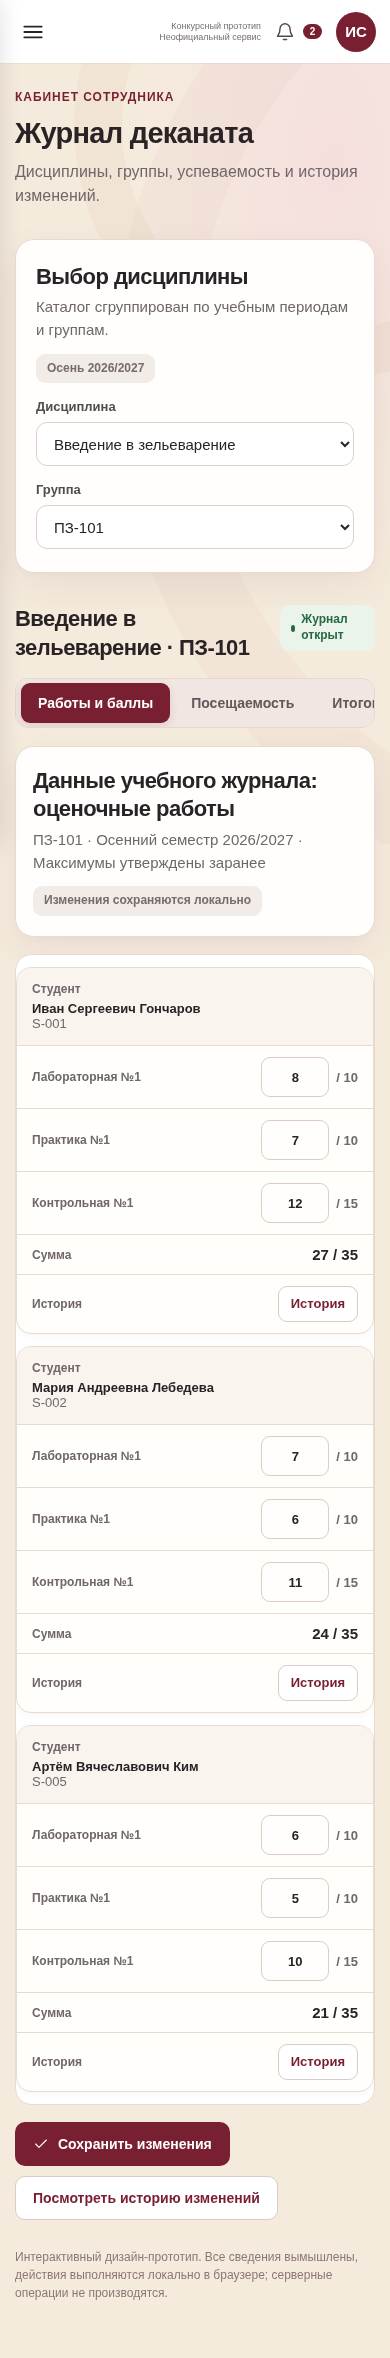 Конкурсный прототип
Неофициальный сервис
2
ИС
КАБИНЕТ СОТРУДНИКА
Журнал деканата
Дисциплины, группы, успеваемость и история
изменений.
Выбор дисциплины
Каталог сгруппирован по учебным периодам
и группам.
Осень 2026/2027
Дисциплина
Введение в зельеварение
Группа
ПЗ-101
Введение в
зельеварение · ПЗ-101
Журнал
открыт
Работы и баллы
Посещаемость
Данные учебного журнала:
оценочные работы
ПЗ-101 · Осенний семестр 2026/2027 ·
Максимумы утверждены заранее
Изменения сохраняются локально
Студент
Иван Сергеевич Гончаров
S-001
Лабораторная №1 8 / 10
Практика №1 7 / 10
Контрольная №1 12 / 15
Сумма 27 / 35
История История
Студент
Мария Андреевна Лебедева
S-002
Лабораторная №1 7 / 10
Практика №1 6 / 10
Контрольная №1 11 / 15
Сумма 24 / 35
История История
Студент
Артём Вячеславович Ким
S-005
Лабораторная №1 6 / 10
Практика №1 5 / 10
Контрольная №1 10 / 15
Сумма 21 / 35
История История
Сохранить изменения
Посмотреть историю изменений
Интерактивный дизайн-прототип. Все сведения вымышлены,
действия выполняются локально в браузере; серверные
операции не производятся.